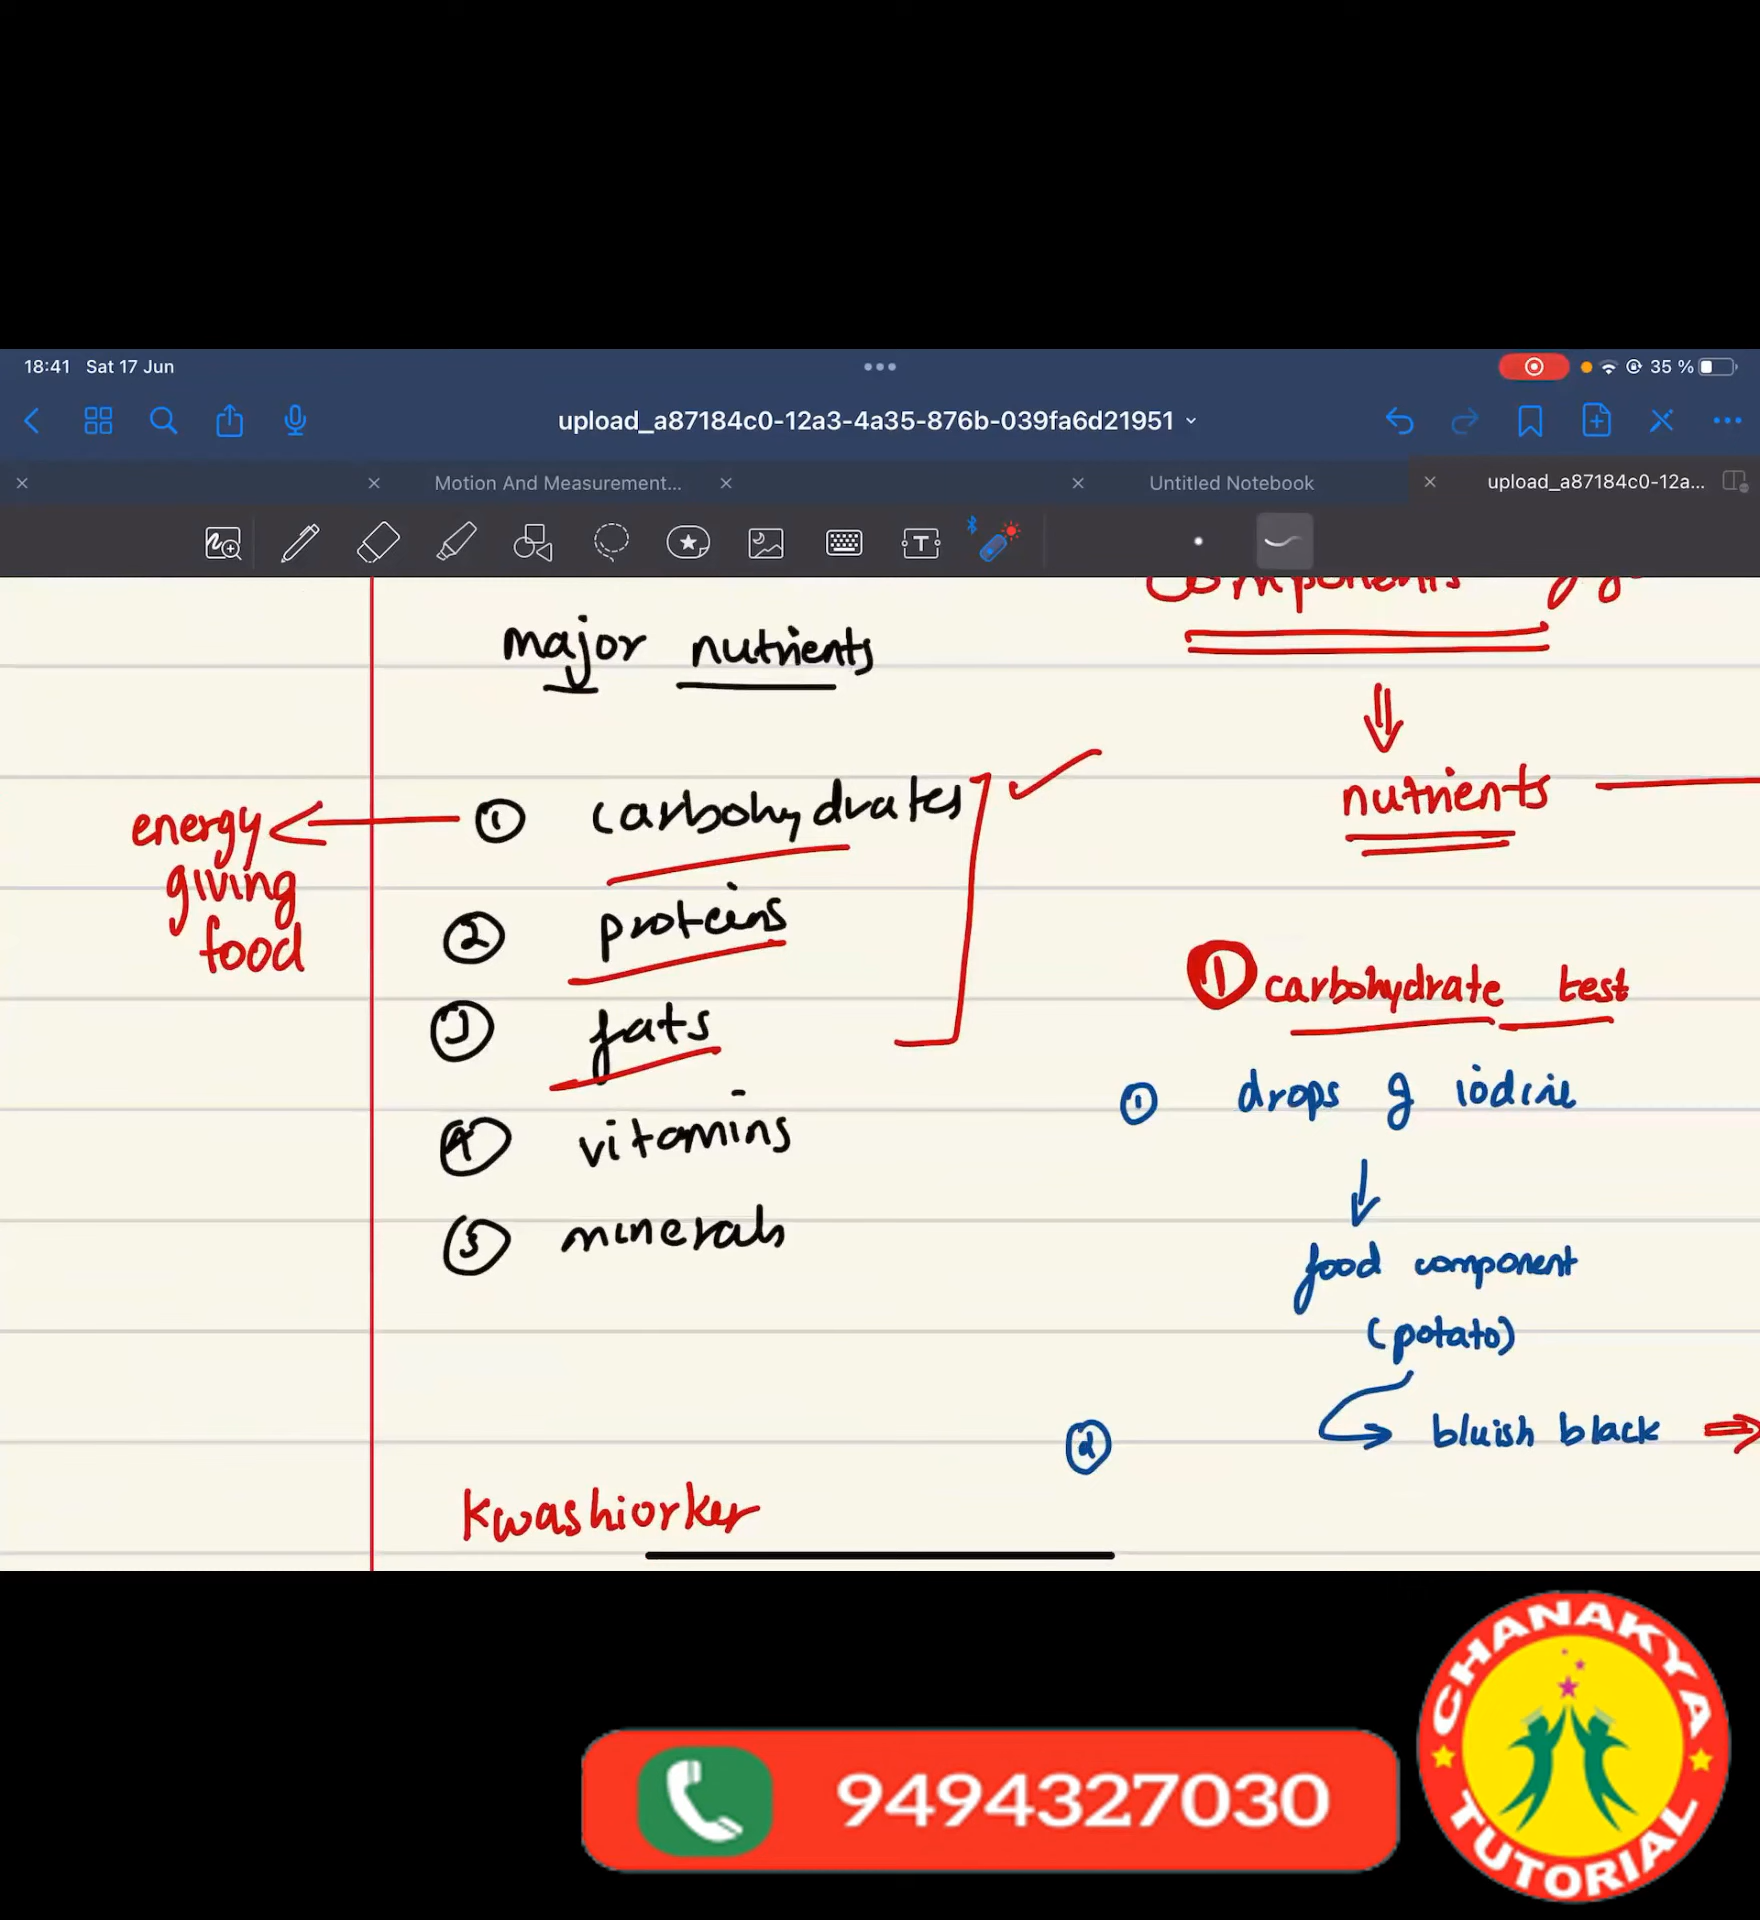 18:41 Sat 17 Jun
35 %
upload_a87184c0-12a3-4a35-876b-039fa6d21951
Motion And Measurement...
Untitled Notebook
upload_a87184c0-12a...
major nutrients
① carbohydrates
energy
giving
food
② proteins
③ fats
④ vitamins
⑤ minerals
Kwashiorker
Components
nutrients
① carbohydrate test
① drops of iodine
food component
(potato)
bluish black
②
9494327030
CHANAKYA
TUTORIAL